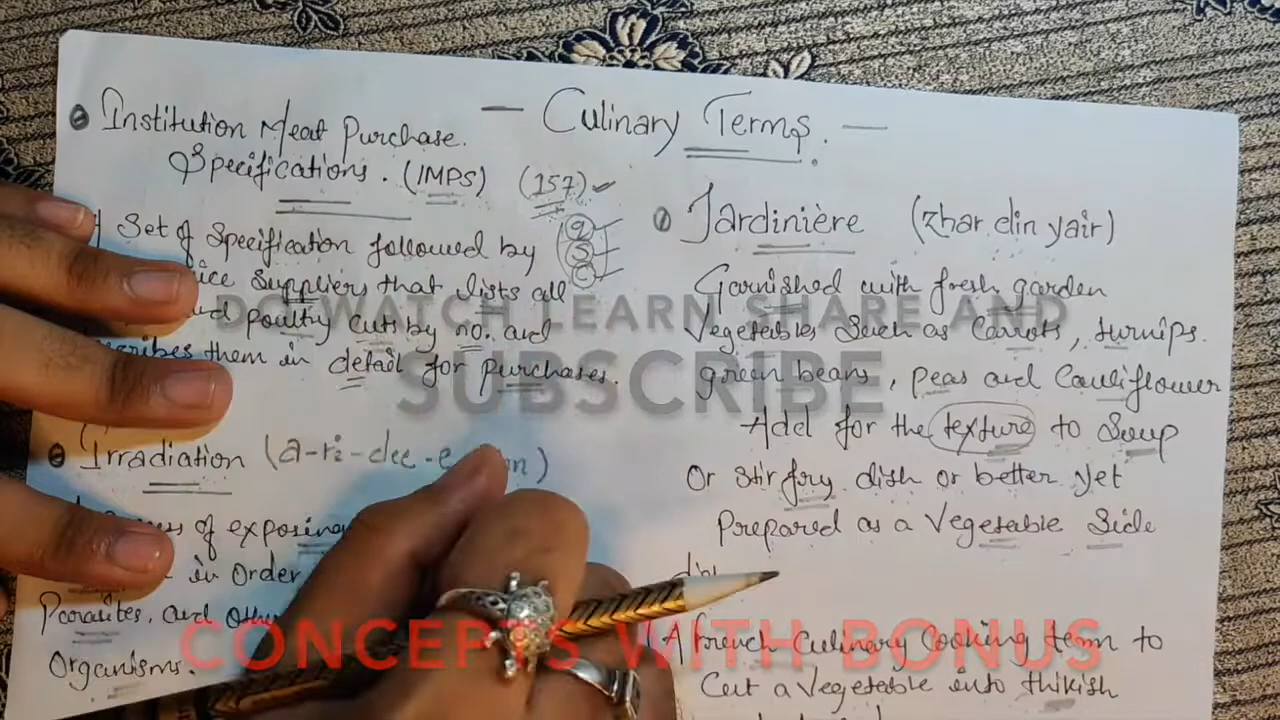 - Culinary Terms. -
Institution Meat Purchase.
Specifications. (IMPS) (157)
Set of Specification followed by
Suppliers that lists all
poultry cuts by no. and
them in detail for purchases.
Irradiation (a-ri-dee-e
of exposing
in order
Parasites, and other
Organisms.
Jardinière (zhar din yair)
Garnished with fresh garden
Vegetables Such as Carrots, turnips.
green beans, peas and Cauliflower
Add for the texture to Soup
Or stir fry dish or better yet
Prepared as a Vegetable Side
A French Culinary Cooking term to
Cut a Vegetable into thikish
DO WATCH LEARN SHARE AND
SUBSCRIBE
CONCEPTS WITH BONUS